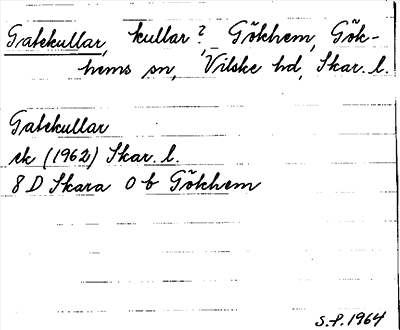 Gatekullar, kullar?, Gökhem, Gök-
hems sn, Vilske hd, Skar. l.
Gatekullar
ek (1962) Skar. l.
8 D Skara 0 b Gökhem
S.P. 1964